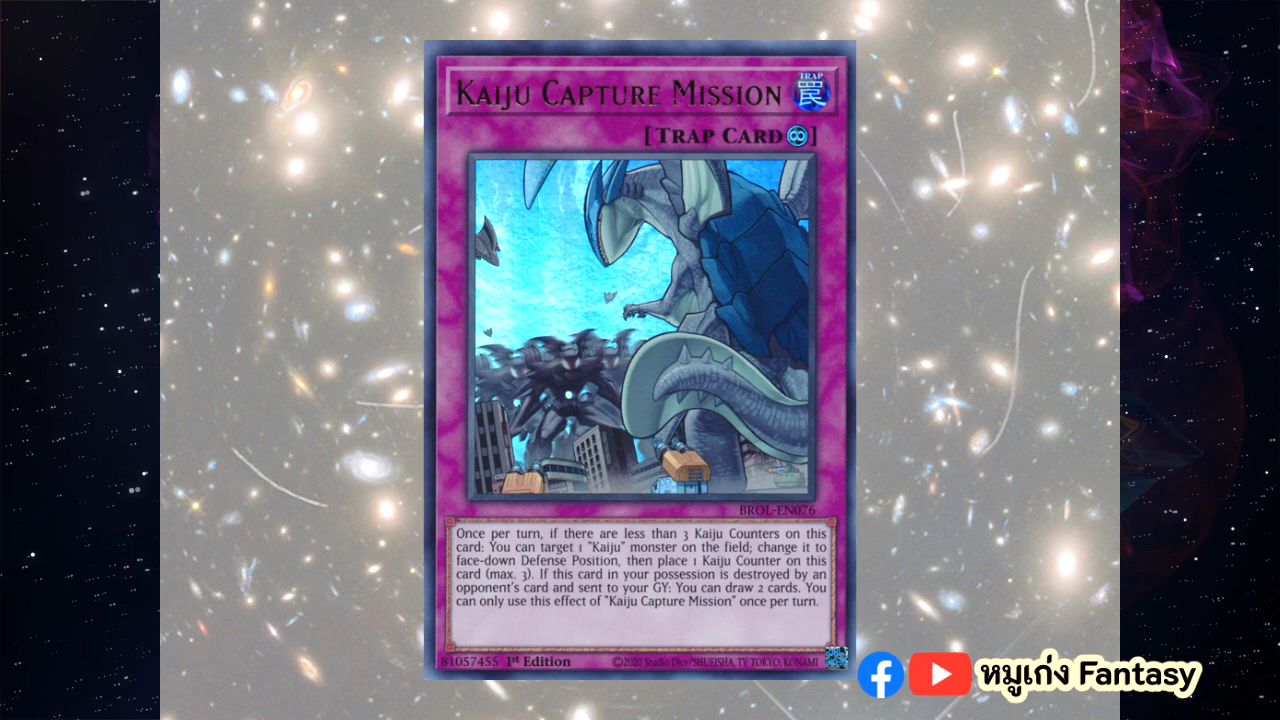 Kaiju Capture Mission
TRAP
罠
[Trap Card]
BROL-EN076
Once per turn, if there are less than 3 Kaiju Counters on this
card: You can target 1 "Kaiju" monster on the field; change it to
face-down Defense Position, then place 1 Kaiju Counter on this
card (max. 3). If this card in your possession is destroyed by an
opponent's card and sent to your GY: You can draw 2 cards. You
can only use this effect of "Kaiju Capture Mission" once per turn.
81057455 1st Edition ©2020 Studio Dice/SHUEISHA, TV TOKYO, KONAMI
หมูเก่ง Fantasy